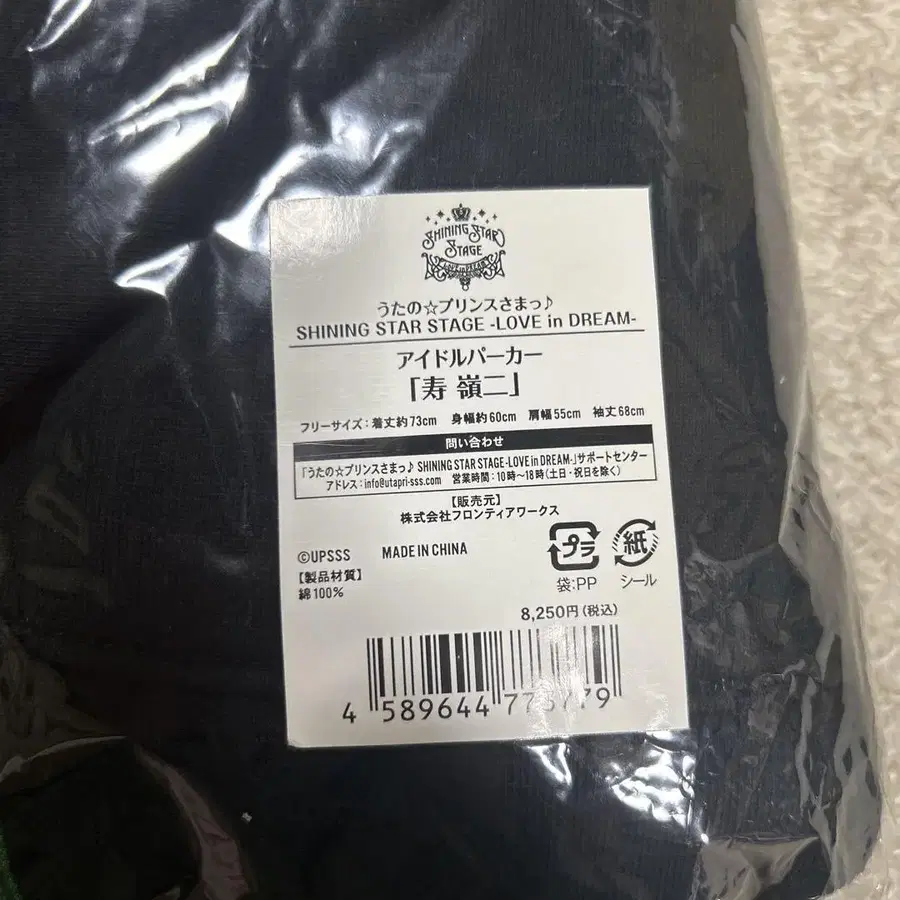 SHINING STAR
STAGE
LOVE in DREAM
うたの☆プリンスさまっ♪
SHINING STAR STAGE -LOVE in DREAM-
アイドルパーカー
「寿 嶺二」
フリーサイズ：着丈約73cm 身幅約60cm 肩幅55cm 袖丈68cm
問い合わせ
「うたの☆プリンスさまっ♪ SHINING STAR STAGE -LOVE in DREAM-」サポートセンター
アドレス：info@utapri-sss.com 営業時間：10時～18時（土日・祝日を除く）
【販売元】
株式会社フロンティアワークス
©UPSSS MADE IN CHINA
プラ 紙
袋：PP シール
【製品材質】
綿100%
8,250円（税込）
4 589644